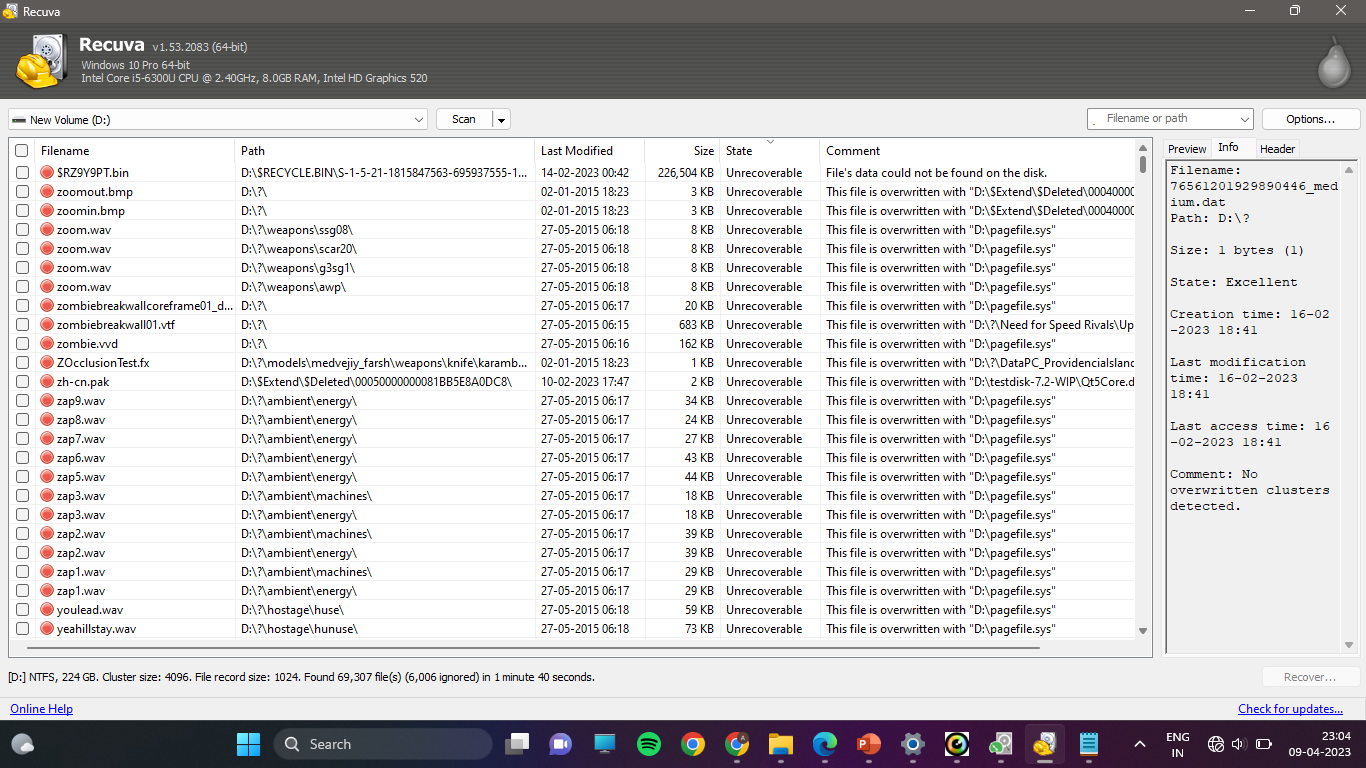 Recuva
Recuva v1.53.2083 (64-bit)
Windows 10 Pro 64-bit
Intel Core i5-6300U CPU @ 2.40GHz, 8.0GB RAM, Intel HD Graphics 520
New Volume (D:) Scan Filename or path Options...
Filename Path Last Modified Size State Comment
$RZ9Y9PT.bin D:\$RECYCLE.BIN\S-1-5-21-1815847563-695937555-1... 14-02-2023 00:42 226,504 KB Unrecoverable File's data could not be found on the disk.
zoomout.bmp D:\?\ 02-01-2015 18:23 3 KB Unrecoverable This file is overwritten with "D:\$Extend\$Deleted\00040000
zoomin.bmp D:\?\ 02-01-2015 18:23 3 KB Unrecoverable This file is overwritten with "D:\$Extend\$Deleted\00040000
zoom.wav D:\?\weapons\ssg08\ 27-05-2015 06:18 8 KB Unrecoverable This file is overwritten with "D:\pagefile.sys"
zoom.wav D:\?\weapons\scar20\ 27-05-2015 06:18 8 KB Unrecoverable This file is overwritten with "D:\pagefile.sys"
zoom.wav D:\?\weapons\g3sg1\ 27-05-2015 06:18 8 KB Unrecoverable This file is overwritten with "D:\pagefile.sys"
zoom.wav D:\?\weapons\awp\ 27-05-2015 06:18 8 KB Unrecoverable This file is overwritten with "D:\pagefile.sys"
zombiebreakwallcoreframe01_d... D:\?\ 27-05-2015 06:17 20 KB Unrecoverable This file is overwritten with "D:\pagefile.sys"
zombiebreakwall01.vtf D:\?\ 27-05-2015 06:15 683 KB Unrecoverable This file is overwritten with "D:\?\Need for Speed Rivals\Up
zombie.vvd D:\?\ 27-05-2015 06:16 162 KB Unrecoverable This file is overwritten with "D:\pagefile.sys"
ZOcclusionTest.fx D:\?\models\medvejiy_farsh\weapons\knife\karamb... 02-01-2015 18:23 1 KB Unrecoverable This file is overwritten with "D:\?\DataPC_ProvidenciaIslanc
zh-cn.pak D:\$Extend\$Deleted\00050000000081BB5E8A0DC8\ 10-02-2023 17:47 2 KB Unrecoverable This file is overwritten with "D:\testdisk-7.2-WIP\Qt5Core.d
zap9.wav D:\?\ambient\energy\ 27-05-2015 06:17 34 KB Unrecoverable This file is overwritten with "D:\pagefile.sys"
zap8.wav D:\?\ambient\energy\ 27-05-2015 06:17 24 KB Unrecoverable This file is overwritten with "D:\pagefile.sys"
zap7.wav D:\?\ambient\energy\ 27-05-2015 06:17 27 KB Unrecoverable This file is overwritten with "D:\pagefile.sys"
zap6.wav D:\?\ambient\energy\ 27-05-2015 06:17 43 KB Unrecoverable This file is overwritten with "D:\pagefile.sys"
zap5.wav D:\?\ambient\energy\ 27-05-2015 06:17 44 KB Unrecoverable This file is overwritten with "D:\pagefile.sys"
zap3.wav D:\?\ambient\machines\ 27-05-2015 06:17 18 KB Unrecoverable This file is overwritten with "D:\pagefile.sys"
zap3.wav D:\?\ambient\energy\ 27-05-2015 06:17 18 KB Unrecoverable This file is overwritten with "D:\pagefile.sys"
zap2.wav D:\?\ambient\machines\ 27-05-2015 06:17 39 KB Unrecoverable This file is overwritten with "D:\pagefile.sys"
zap2.wav D:\?\ambient\energy\ 27-05-2015 06:17 39 KB Unrecoverable This file is overwritten with "D:\pagefile.sys"
zap1.wav D:\?\ambient\machines\ 27-05-2015 06:17 29 KB Unrecoverable This file is overwritten with "D:\pagefile.sys"
zap1.wav D:\?\ambient\energy\ 27-05-2015 06:17 29 KB Unrecoverable This file is overwritten with "D:\pagefile.sys"
youlead.wav D:\?\hostage\huse\ 27-05-2015 06:18 59 KB Unrecoverable This file is overwritten with "D:\pagefile.sys"
yeahillstay.wav D:\?\hostage\hunuse\ 27-05-2015 06:18 73 KB Unrecoverable This file is overwritten with "D:\pagefile.sys"
Preview Info Header
Filename:
76561201929890446_med
ium.dat
Path: D:\?
Size: 1 bytes (1)
State: Excellent
Creation time: 16-02
-2023 18:41
Last modification
time: 16-02-2023
18:41
Last access time: 16
-02-2023 18:41
Comment: No
overwritten clusters
detected.
[D:] NTFS, 224 GB. Cluster size: 4096. File record size: 1024. Found 69,307 file(s) (6,006 ignored) in 1 minute 40 seconds.
Recover...
Online Help Check for updates...
Search
ENG
IN
23:04
09-04-2023